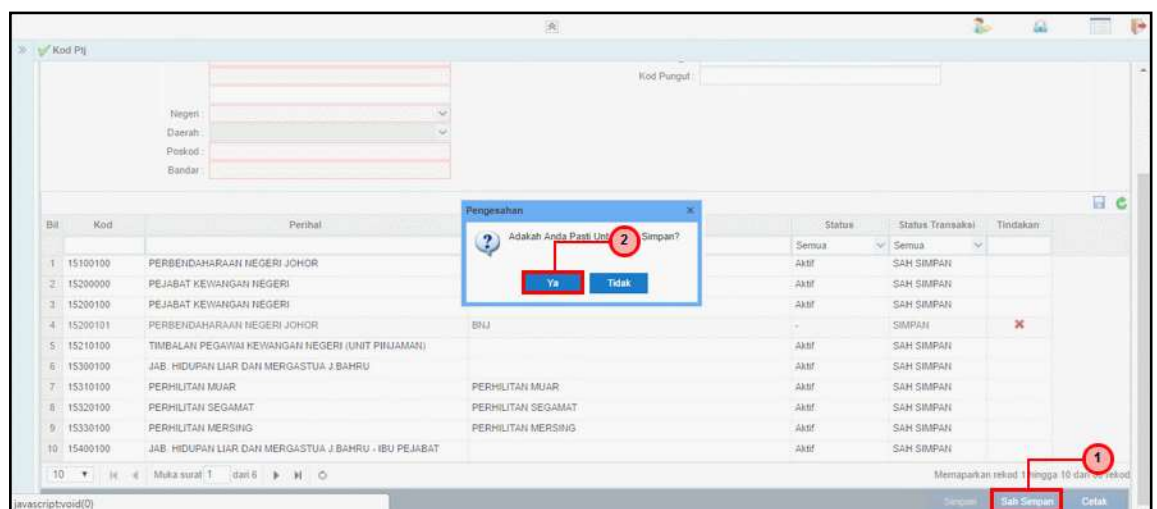 Kod Ptj
Kod Pungut :
Negeri :
Daerah :
Poskod :
Bandar :
Pengesahan
Adakah Anda Pasti Simpan?
2
Ya Tidak
Bil Kod Perihal Status Status Transaksi Tindakan
Semua Semua
1 15100100 PERBENDAHARAAN NEGERI JOHOR Aktif SAH SIMPAN
2 15200000 PEJABAT KEWANGAN NEGERI Aktif SAH SIMPAN
3 15200100 PEJABAT KEWANGAN NEGERI Aktif SAH SIMPAN
4 15200101 PERBENDAHARAAN NEGERI JOHOR BNJ - SIMPAN
5 15210100 TIMBALAN PEGAWAI KEWANGAN NEGERI (UNIT PINJAMAN) Aktif SAH SIMPAN
6 15300100 JAB. HIDUPAN LIAR DAN MERGASTUA J.BAHRU Aktif SAH SIMPAN
7 15310100 PERHILITAN MUAR PERHILITAN MUAR Aktif SAH SIMPAN
8 15320100 PERHILITAN SEGAMAT PERHILITAN SEGAMAT Aktif SAH SIMPAN
9 15330100 PERHILITAN MERSING PERHILITAN MERSING Aktif SAH SIMPAN
10 15400100 JAB. HIDUPAN LIAR DAN MERGASTUA J.BAHRU - IBU PEJABAT Aktif SAH SIMPAN
1
10 Muka surat 1 dari 6 Memaparkan rekod 1 hingga 10 dari rekod
javascript:void(0) Simpan Sah Simpan Cetak